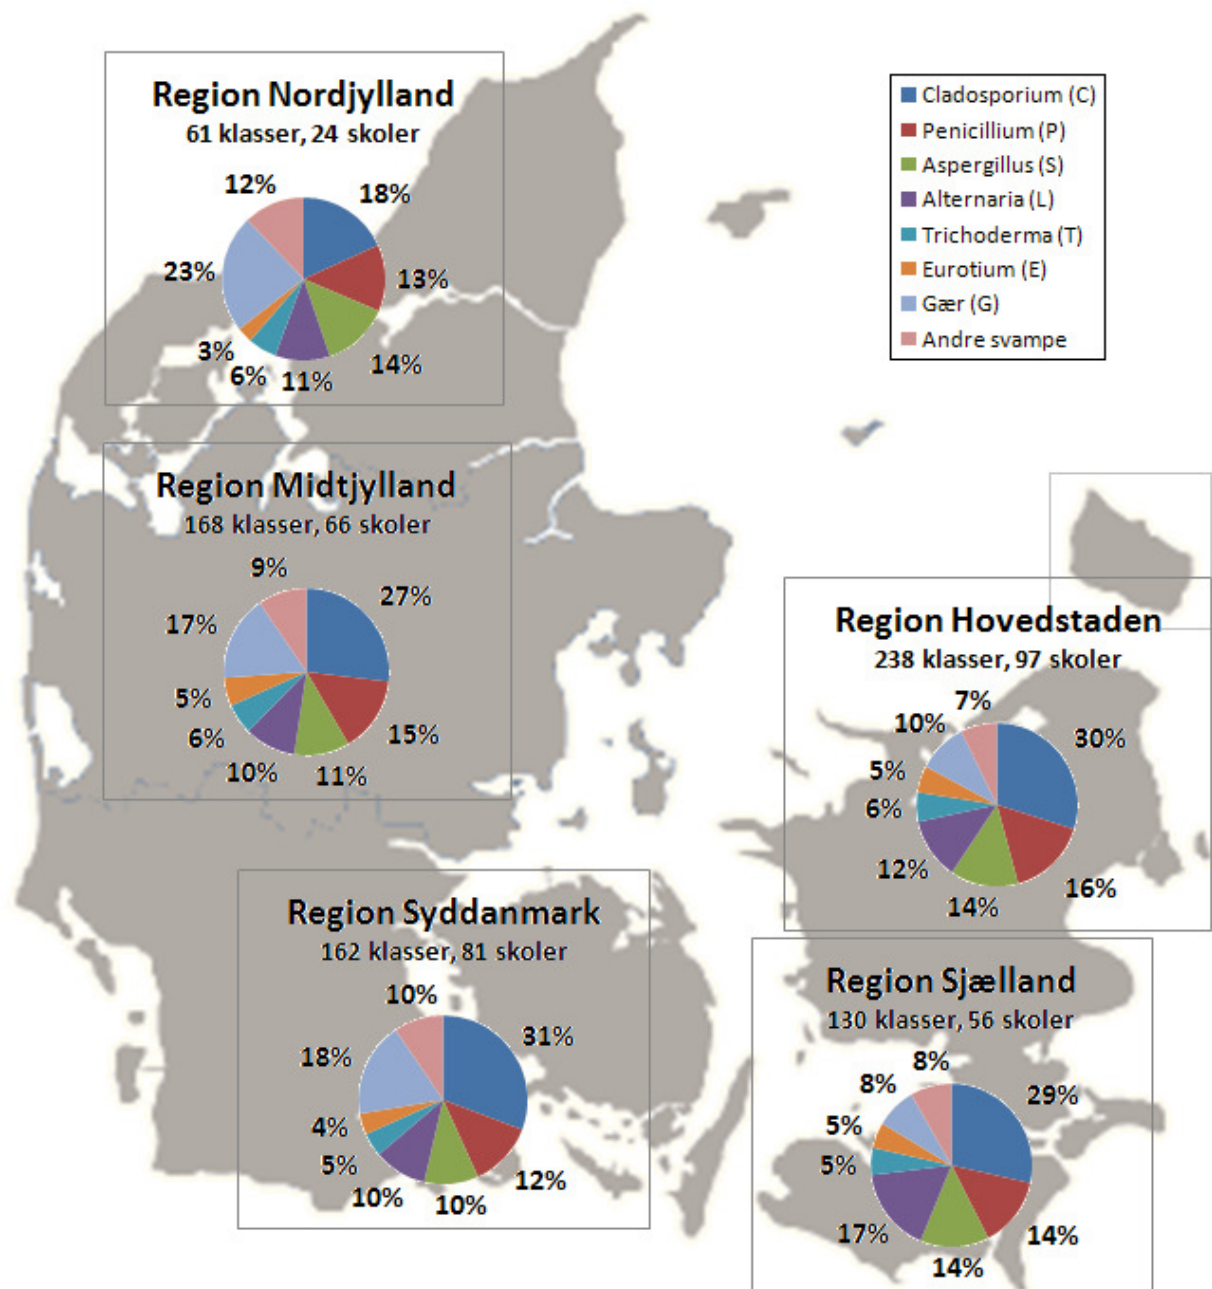 Region Nordjylland
61 klasser, 24 skoler
12%
18%
23%
13%
3%
6%
11%
14%
Cladosporium (C)
Penicillium (P)
Aspergillus (S)
Alternaria (L)
Trichoderma (T)
Eurotium (E)
Gær (G)
Andre svampe
Region Midtjylland
168 klasser, 66 skoler
9%
27%
17%
5%
6%
15%
10%
11%
Region Hovedstaden
238 klasser, 97 skoler
7%
10%
30%
5%
6%
12%
16%
14%
Region Syddanmark
162 klasser, 81 skoler
10%
31%
18%
4%
5%
12%
10%
10%
Region Sjælland
130 klasser, 56 skoler
8%
8%
29%
5%
5%
17%
14%
14%